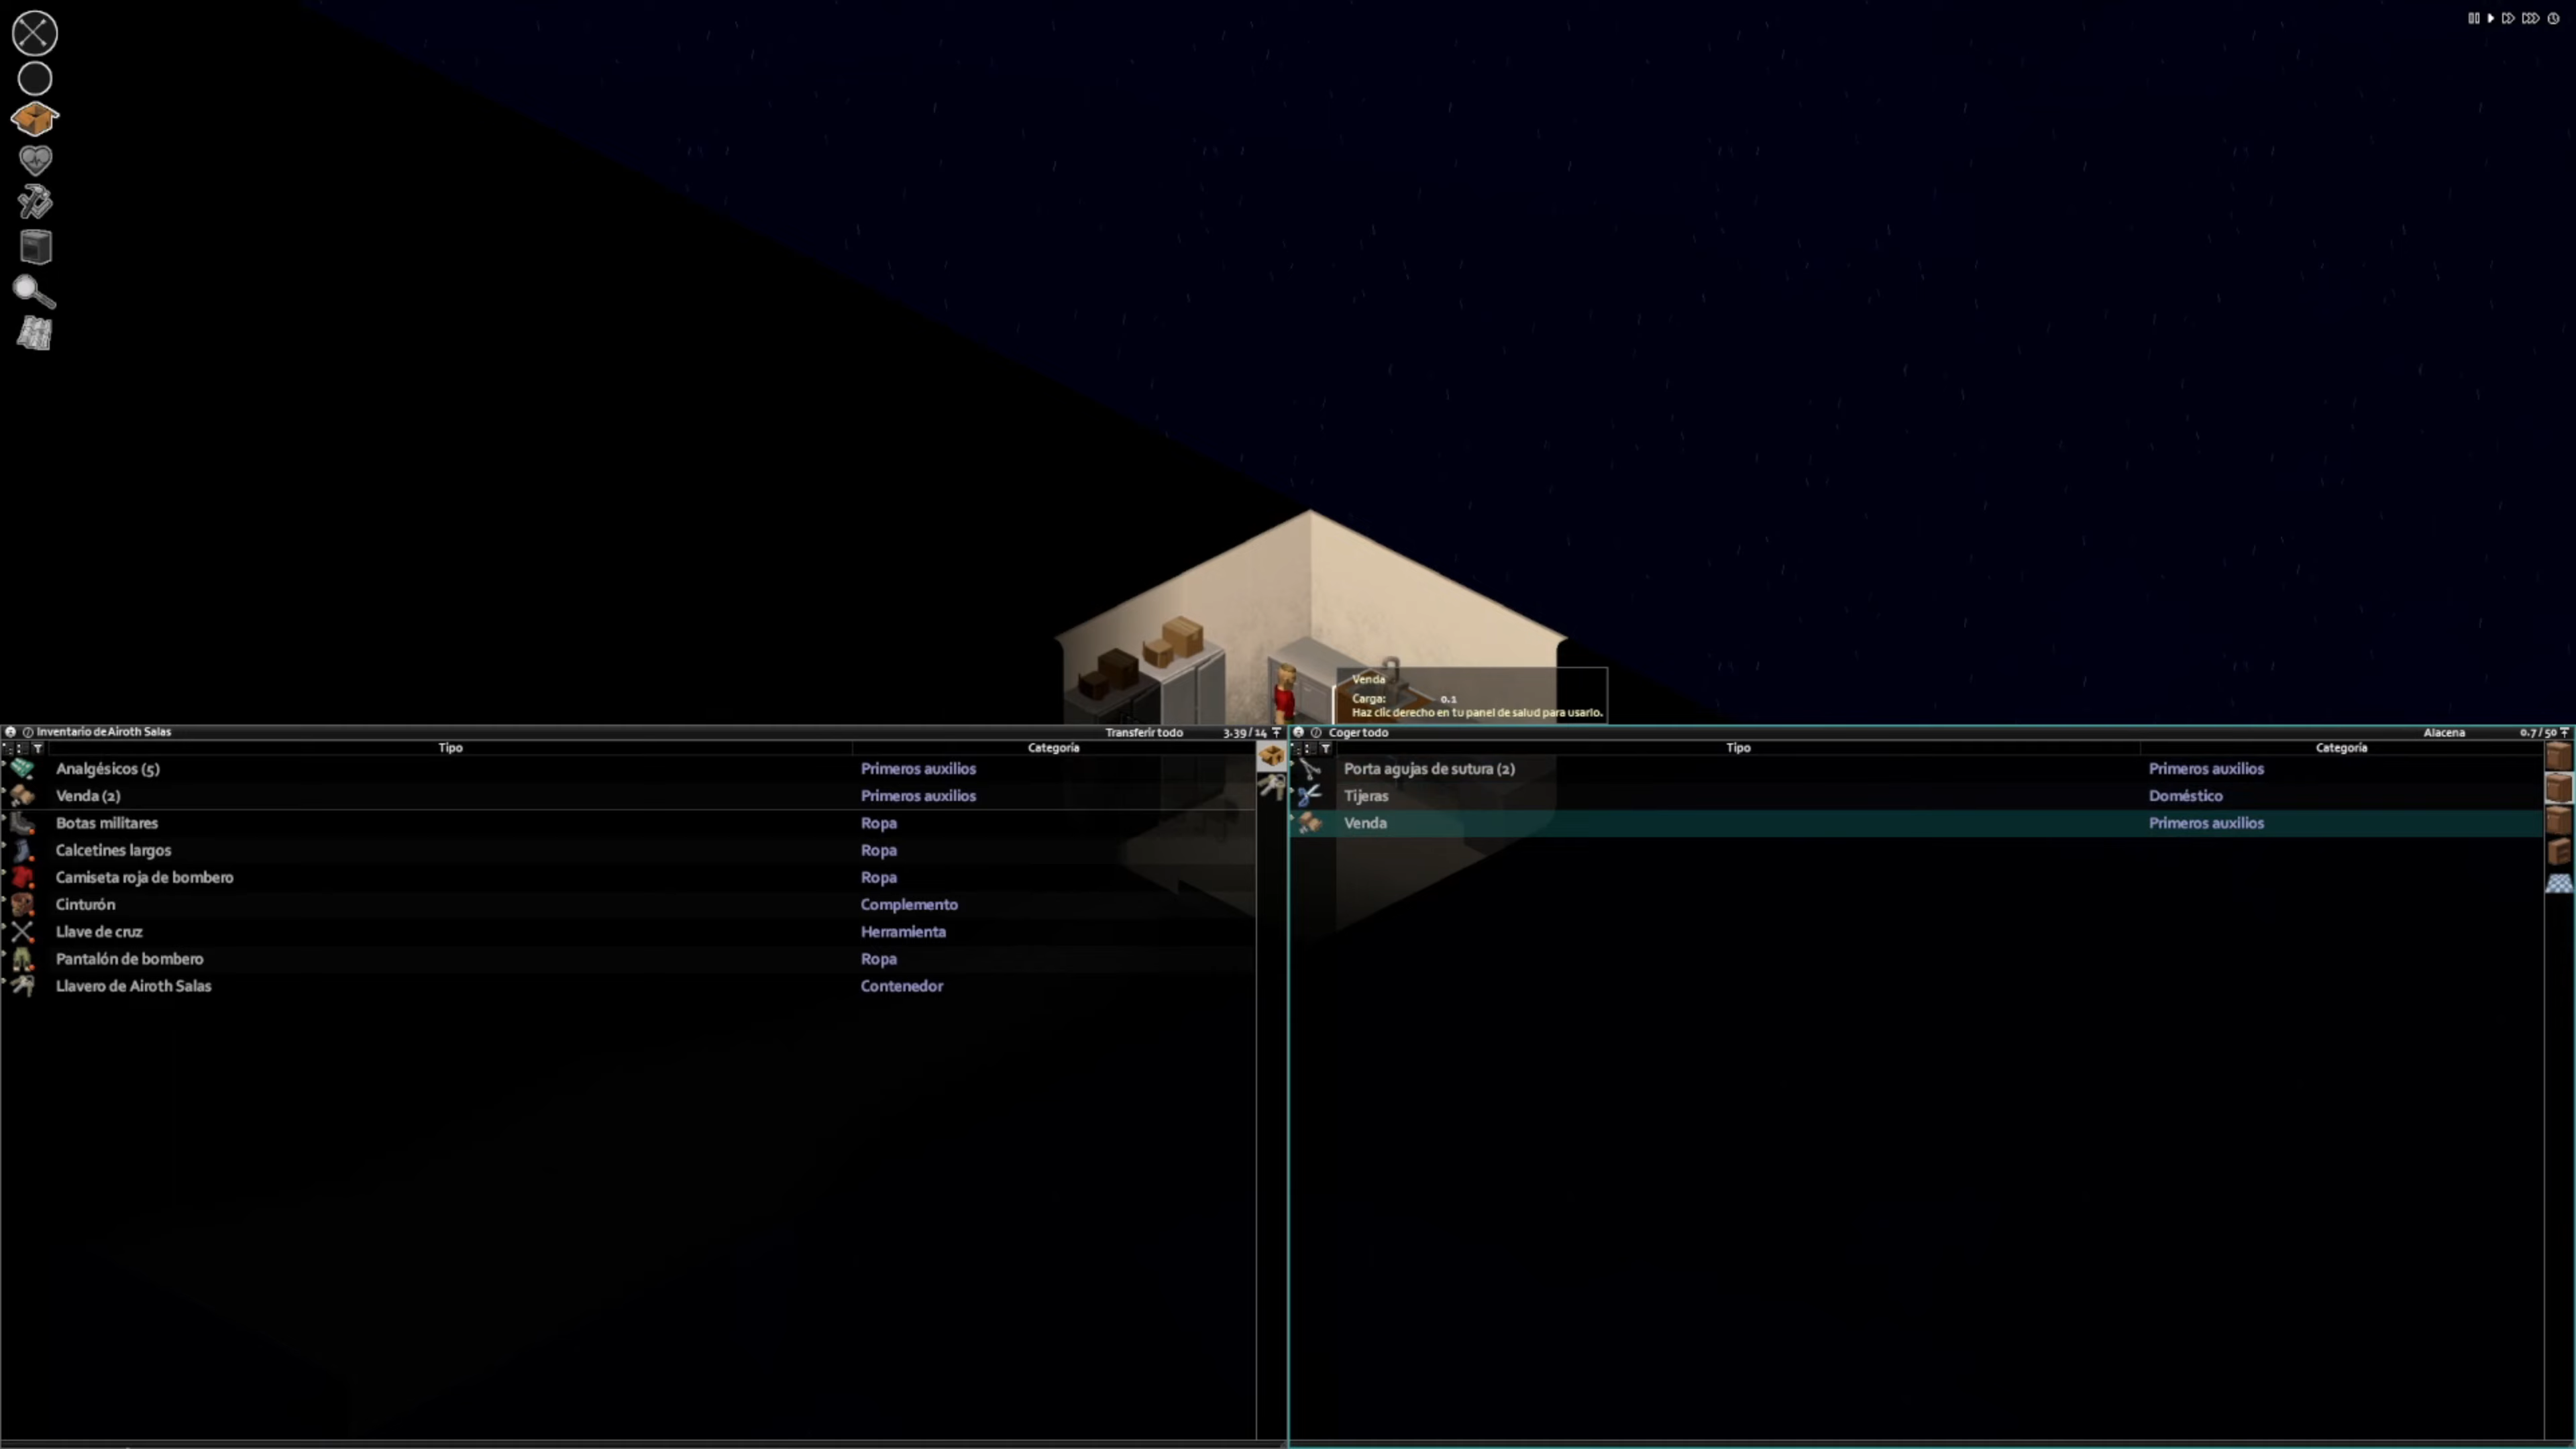 Venda
Carga: 0.1
Haz clic derecho en tu panel de salud para usarlo.
Inventario de Airoth Salas Transferir todo 3.39 / 14
Tipo Categoría
Analgésicos (5) Primeros auxilios
Venda (2) Primeros auxilios
Botas militares Ropa
Calcetines largos Ropa
Camiseta roja de bombero Ropa
Cinturón Complemento
Llave de cruz Herramienta
Pantalón de bombero Ropa
Llavero de Airoth Salas Contenedor
Coger todo Alacena 0.7 / 50
Tipo Categoría
Porta agujas de sutura (2) Primeros auxilios
Tijeras Doméstico
Venda Primeros auxilios